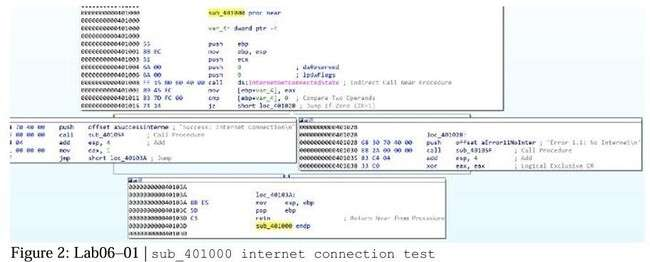 0000000000401000
0000000000401000
0000000000401000 sub_401000 proc near
0000000000401000
0000000000401000 var_4= dword ptr -4
0000000000401000
0000000000401000 55 push ebp
0000000000401001 8B EC mov ebp, esp
0000000000401003 51 push ecx
0000000000401004 6A 00 push 0 ; dwReserved
0000000000401006 6A 00 push 0 ; lpdwFlags
0000000000401008 FF 15 B0 60 40 00 call ds:InternetGetConnectedState ; Indirect Call Near Procedure
000000000040100E 89 45 FC mov [ebp+var_4], eax
0000000000401011 83 7D FC 00 cmp [ebp+var_4], 0 ; Compare Two Operands
0000000000401015 74 14 jz short loc_40102B ; Jump if Zero (ZF=1)
70 40 00 push offset aSuccessInterne ; "Success: Internet Connection\n"
00 00 00 call sub_40105F ; Call Procedure
04 add esp, 4 ; Add
00 00 00 mov eax, 1
jmp short loc_40103A ; Jump
000000000040102B
000000000040102B loc_40102B:
000000000040102B 68 30 70 40 00 push offset aError11NoInter ; "Error 1.1: No Internet\n"
0000000000401030 E8 2A 00 00 00 call sub_40105F ; Call Procedure
0000000000401035 83 C4 04 add esp, 4 ; Add
0000000000401038 33 C0 xor eax, eax ; Logical Exclusive OR
000000000040103A
000000000040103A loc_40103A:
000000000040103A 8B E5 mov esp, ebp
000000000040103C 5D pop ebp
000000000040103D C3 retn ; Return Near from Procedure
000000000040103D sub_401000 endp
000000000040103D
Figure 2: Lab06–01 | sub_401000 internet connection test